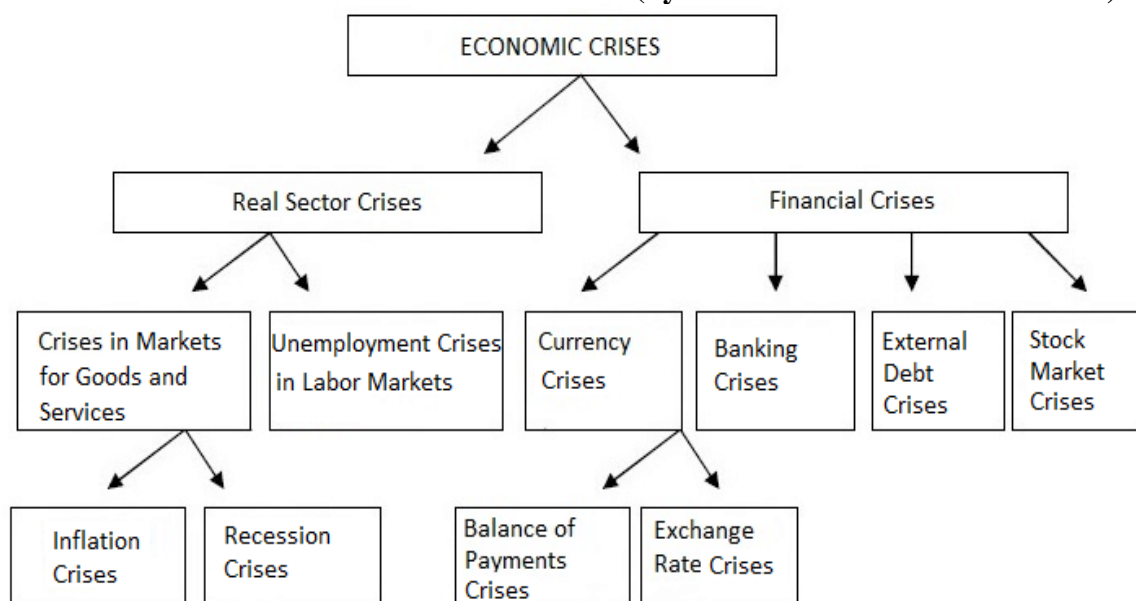 ECONOMIC CRISES
Real Sector Crises
Financial Crises
Crises in Markets
for Goods and
Services
Unemployment Crises
in Labor Markets
Currency
Crises
Banking
Crises
External
Debt
Crises
Stock
Market
Crises
Inflation
Crises
Recession
Crises
Balance of
Payments
Crises
Exchange
Rate Crises